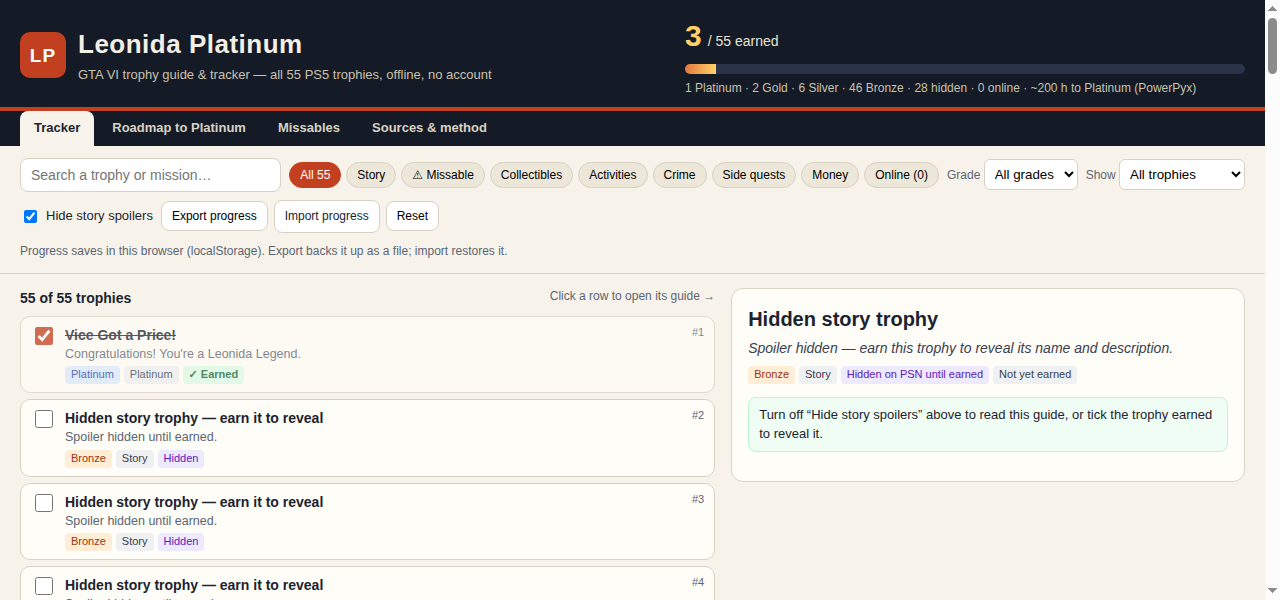 LP
Leonida Platinum
GTA VI trophy guide & tracker — all 55 PS5 trophies, offline, no account
3 / 55 earned
1 Platinum · 2 Gold · 6 Silver · 46 Bronze · 28 hidden · 0 online · ~200 h to Platinum (PowerPyx)
Tracker Roadmap to Platinum Missables Sources & method
Search a trophy or mission… All 55 Story ⚠ Missable Collectibles Activities Crime Side quests Money Online (0) Grade All grades Show All trophies
Hide story spoilers Export progress Import progress Reset
Progress saves in this browser (localStorage). Export backs it up as a file; import restores it.
55 of 55 trophies
Click a row to open its guide →
Vice Got a Price!
#1
Congratulations! You're a Leonida Legend.
Platinum Platinum ✓ Earned
Hidden story trophy — earn it to reveal
#2
Spoiler hidden until earned.
Bronze Story Hidden
Hidden story trophy — earn it to reveal
#3
Spoiler hidden until earned.
Bronze Story Hidden
Hidden story trophy — earn it to reveal
#4
Hidden story trophy
Spoiler hidden — earn this trophy to reveal its name and description.
Bronze Story Hidden on PSN until earned Not yet earned
Turn off “Hide story spoilers” above to read this guide, or tick the trophy earned
to reveal it.